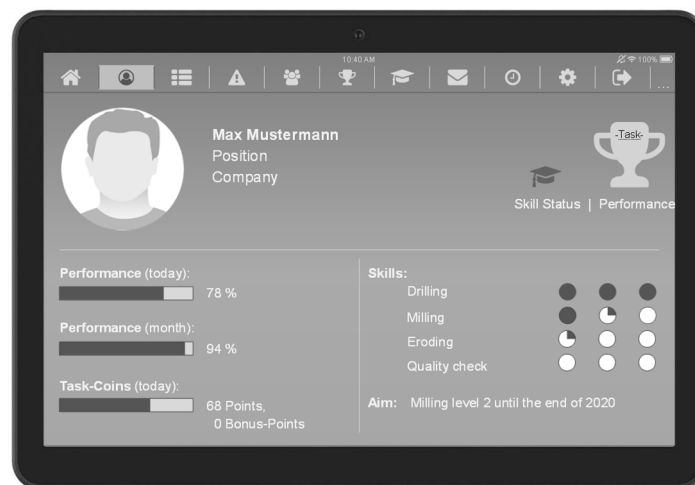 10:40 AM
100%
...
Max Mustermann
Position
Company
-Task-
Skill Status | Performance
Performance (today):
78 %
Performance (month):
94 %
Task-Coins (today):
68 Points,
0 Bonus-Points
Skills:
Drilling
Milling
Eroding
Quality check
Aim: Milling level 2 until the end of 2020